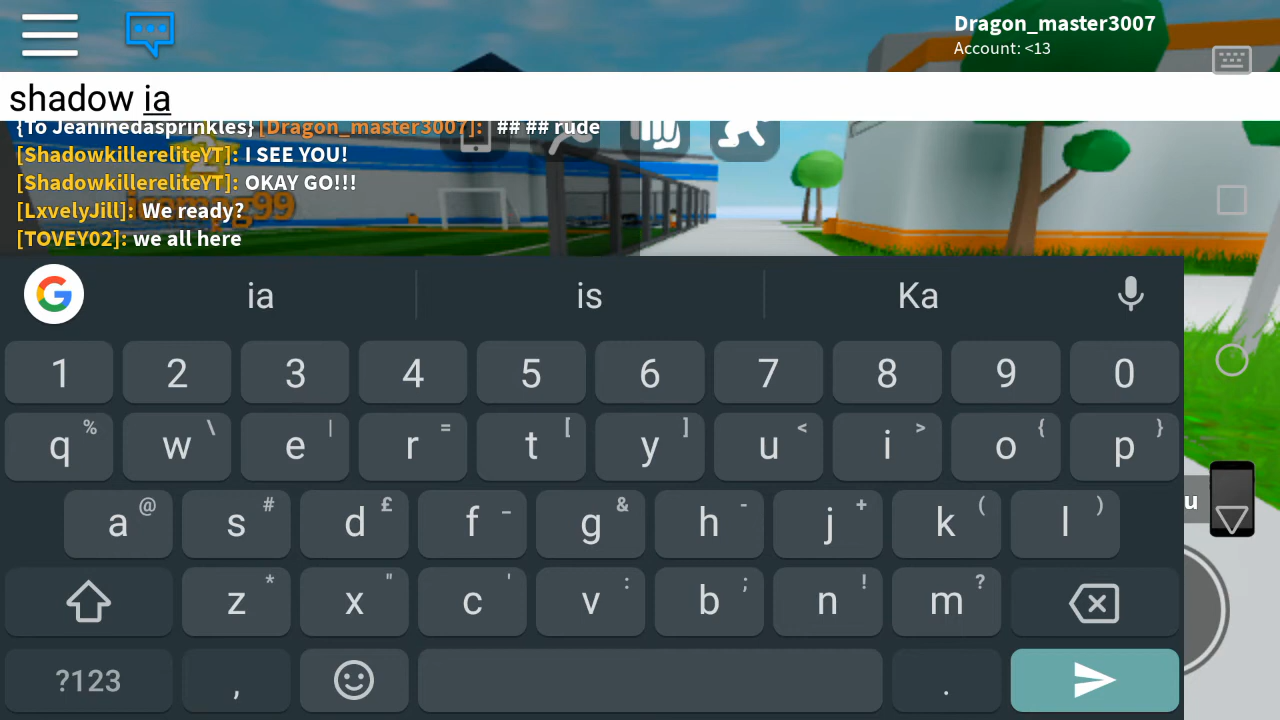 Dragon_master3007
Account: <13
shadow ia
{To Jeaninedasprinkles} [Dragon_master3007]: ## ## rude
[ShadowkillereliteYT]: I SEE YOU!
[ShadowkillereliteYT]: OKAY GO!!!
[LxvelyJill]: We ready?
[TOVEY02]: we all here
ia is Ka
1 2 3 4 5 6 7 8 9 0
% \ | = [ ] < > { }
q w e r t y u i o p
@ # £ _ & - + ( )
a s d f g h j k l
* " ' : ; ! ?
z x c v b n m
?123 , .
u